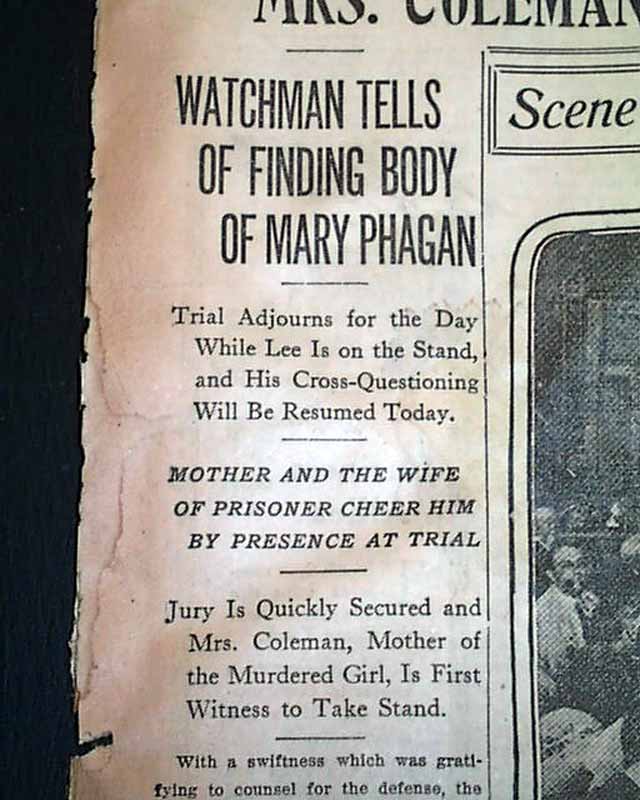 MRS. COLEMAN
WATCHMAN TELLS
OF FINDING BODY
OF MARY PHAGAN
Trial Adjourns for the Day
While Lee Is on the Stand,
and His Cross-Questioning
Will Be Resumed Today.
MOTHER AND THE WIFE
OF PRISONER CHEER HIM
BY PRESENCE AT TRIAL
Jury Is Quickly Secured and
Mrs. Coleman, Mother of
the Murdered Girl, Is First
Witness to Take Stand.
With a swiftness which was grati-
fying to counsel for the defense, the
Scene